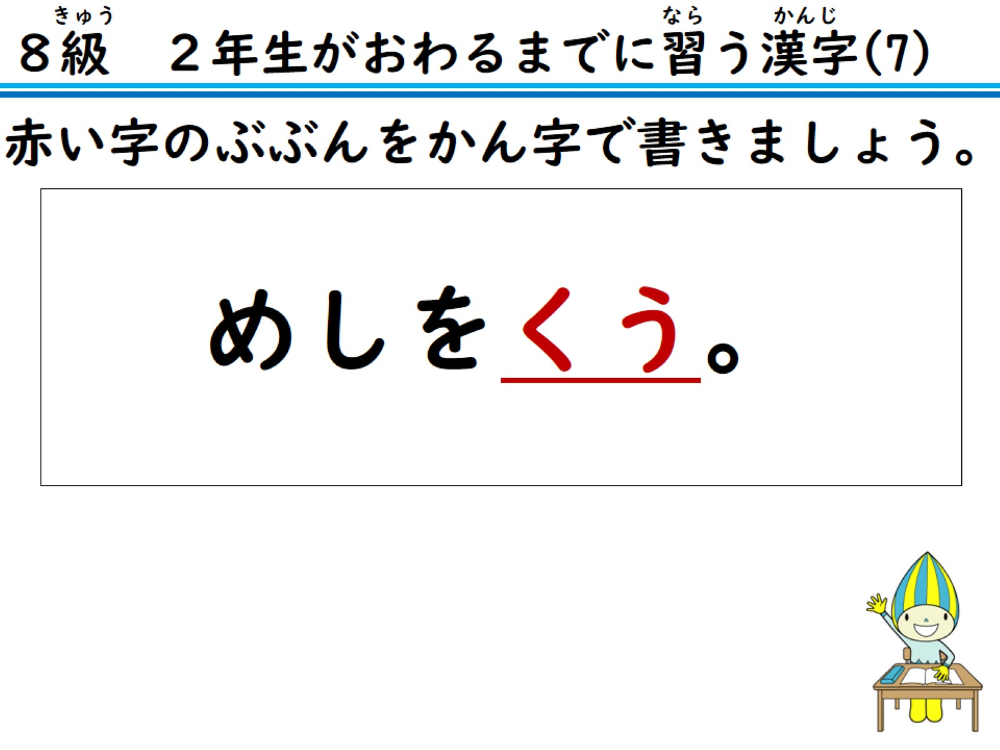 きゅう なら かんじ
８級　２年生がおわるまでに習う漢字(7)
赤い字のぶぶんをかん字で書きましょう。
めしをくう。